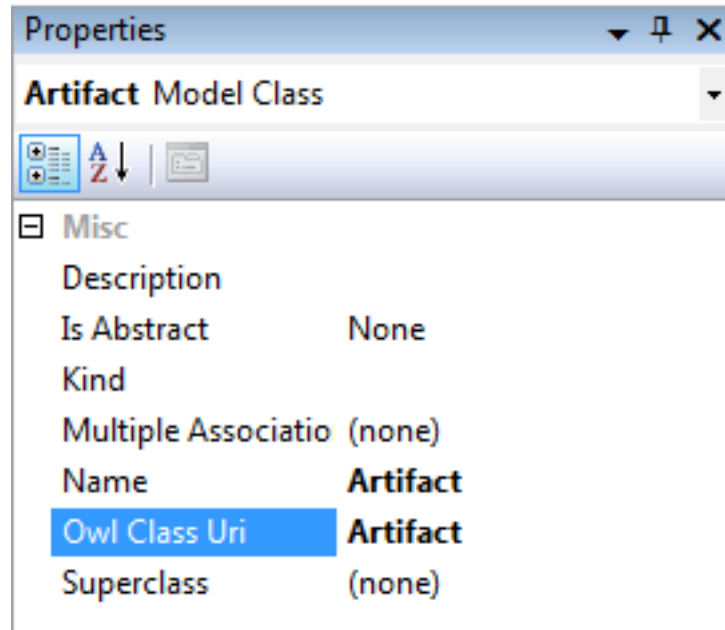 Properties
Artifact Model Class
A Z
Misc
Description
Is Abstract None
Kind
Multiple Associatio (none)
Name Artifact
Owl Class Uri Artifact
Superclass (none)